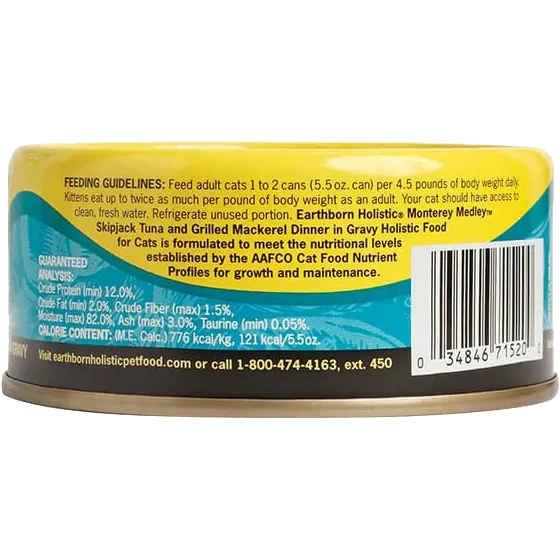 FEEDING GUIDELINES: Feed adult cats 1 to 2 cans (5.5 oz. can) per 4.5 pounds of body weight daily.
Kittens eat up to twice as much per pound of body weight as an adult. Your cat should have access to
clean, fresh water. Refrigerate unused portion. Earthborn Holistic® Monterey Medley™
Skipjack Tuna and Grilled Mackerel Dinner in Gravy Holistic Food
for Cats is formulated to meet the nutritional levels
established by the AAFCO Cat Food Nutrient
Profiles for growth and maintenance.
GUARANTEED
ANALYSIS:
Crude Protein (min) 12.0%,
Crude Fat (min) 2.0%, Crude Fiber (max) 1.5%,
Moisture (max) 82.0%, Ash (max) 3.0%, Taurine (min) 0.05%.
CALORIE CONTENT: (M.E. Calc.) 776 kcal/kg, 121 kcal/5.5oz.
Visit earthbornholisticpetfood.com or call 1-800-474-4163, ext. 450
0 34846 71520 0